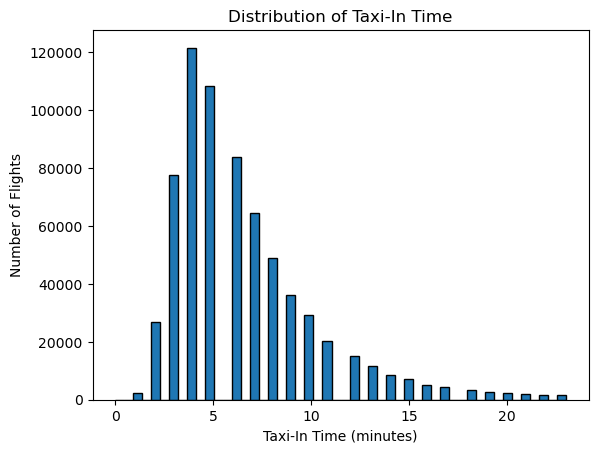 Distribution of Taxi-In Time
Number of Flights
120000
100000
80000
60000
40000
20000
0
0 5 10 15 20
Taxi-In Time (minutes)